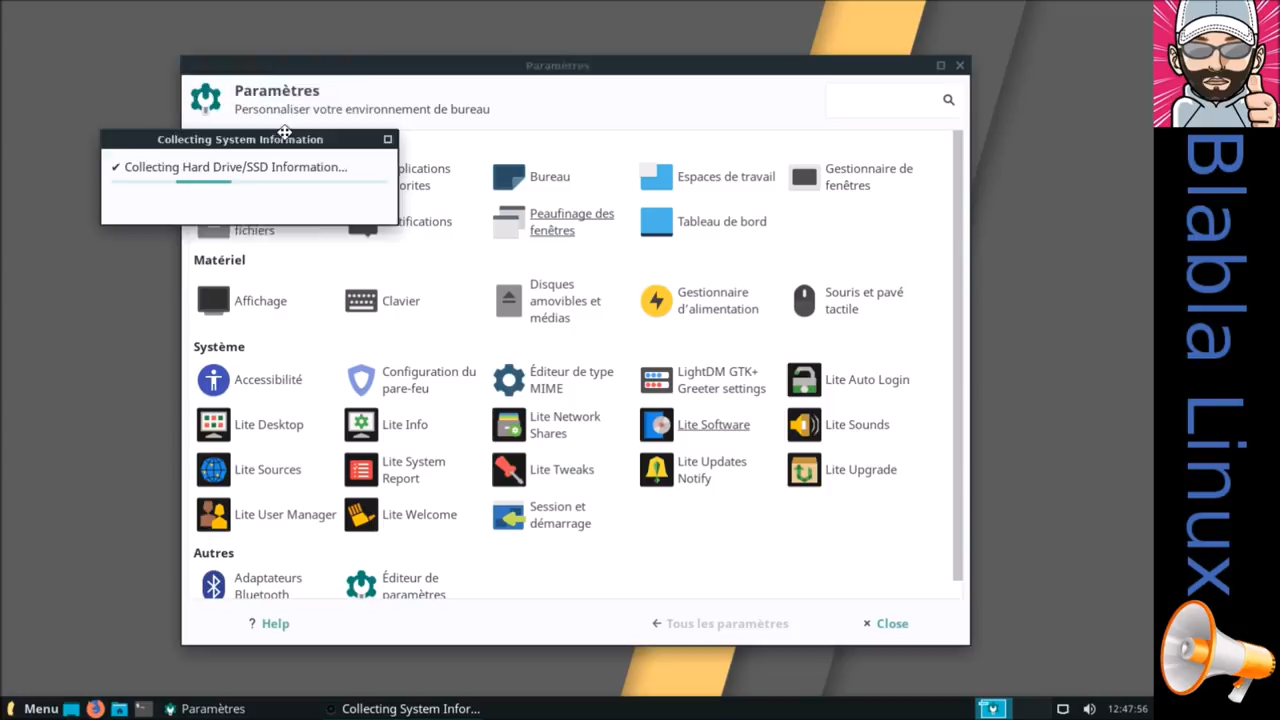 Paramètres
Paramètres
Personnaliser votre environnement de bureau
Collecting System Information
✔ Collecting Hard Drive/SSD Information...
Bureau
Espaces de travail
Gestionnaire de
fenêtres
fichiers
Peaufinage des
fenêtres
Tableau de bord
Matériel
Affichage
Clavier
Disques
amovibles et
médias
Gestionnaire
d'alimentation
Souris et pavé
tactile
Système
Accessibilité
Configuration du
pare-feu
Éditeur de type
MIME
LightDM GTK+
Greeter settings
Lite Auto Login
Lite Desktop
Lite Info
Lite Network
Shares
Lite Software
Lite Sounds
Lite Sources
Lite System
Report
Lite Tweaks
Lite Updates
Notify
Lite Upgrade
Lite User Manager
Lite Welcome
Session et
démarrage
Autres
Adaptateurs
Bluetooth
Éditeur de
paramètres
? Help
← Tous les paramètres
× Close
Menu
Paramètres
Collecting System Infor...
12:47:56
Blabla Linux